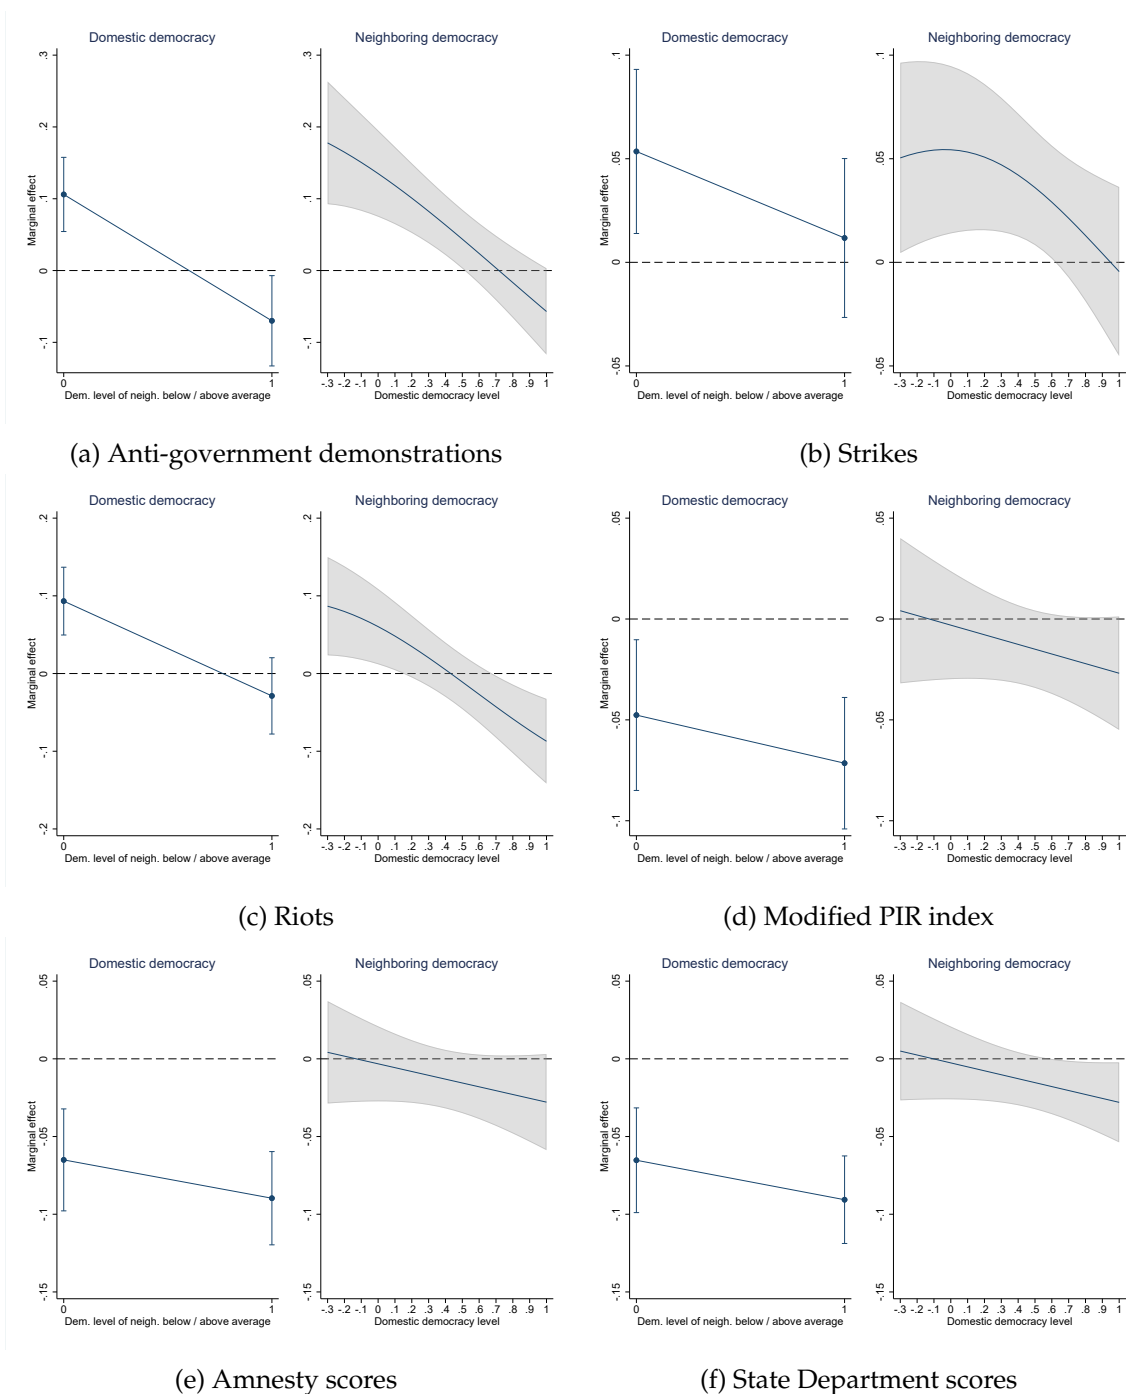 Domestic democracy
Neighboring democracy
Domestic democracy
Neighboring democracy
.3
.2
.1
0
-.1
Marginal effect
.3
.2
.1
0
-.1
.1
.05
0
-.05
Marginal effect
.1
.05
0
-.05
0 1
-.3 -.2 -.1 0 .1 .2 .3 .4 .5 .6 .7 .8 .9 1
0 1
-.3 -.2 -.1 0 .1 .2 .3 .4 .5 .6 .7 .8 .9 1
Dem. level of neigh. below / above average
Domestic democracy level
Dem. level of neigh. below / above average
Domestic democracy level
(a) Anti-government demonstrations
(b) Strikes
Domestic democracy
Neighboring democracy
Domestic democracy
Neighboring democracy
.2
.1
0
-.1
-.2
Marginal effect
.2
.1
0
-.1
-.2
.05
0
-.05
-.1
Marginal effect
.05
0
-.05
-.1
0 1
-.3 -.2 -.1 0 .1 .2 .3 .4 .5 .6 .7 .8 .9 1
0 1
-.3 -.2 -.1 0 .1 .2 .3 .4 .5 .6 .7 .8 .9 1
Dem. level of neigh. below / above average
Domestic democracy level
Dem. level of neigh. below / above average
Domestic democracy level
(c) Riots
(d) Modified PIR index
Domestic democracy
Neighboring democracy
Domestic democracy
Neighboring democracy
.05
0
-.05
-.1
-.15
Marginal effect
.05
0
-.05
-.1
-.15
.05
0
-.05
-.1
-.15
Marginal effect
.05
0
-.05
-.1
-.15
0 1
-.3 -.2 -.1 0 .1 .2 .3 .4 .5 .6 .7 .8 .9 1
0 1
-.3 -.2 -.1 0 .1 .2 .3 .4 .5 .6 .7 .8 .9 1
Dem. level of neigh. below / above average
Domestic democracy level
Dem. level of neigh. below / above average
Domestic democracy level
(e) Amnesty scores
(f) State Department scores